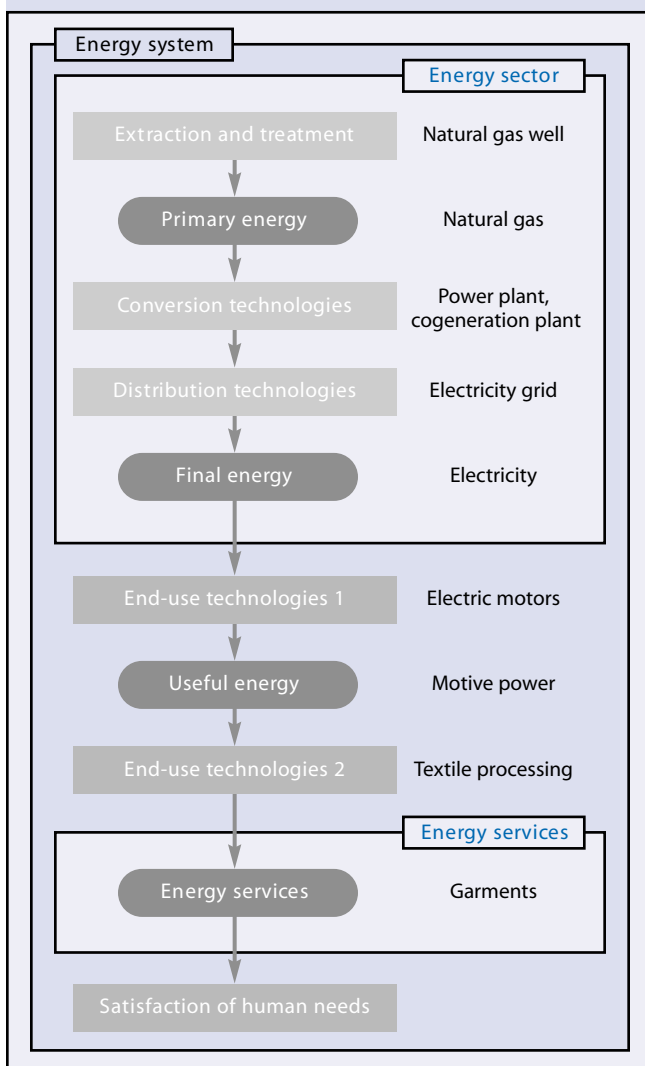 Energy system
Energy sector
Extraction and treatment
Natural gas well
Primary energy
Natural gas
Conversion technologies
Power plant,
cogeneration plant
Distribution technologies
Electricity grid
Final energy
Electricity
End-use technologies 1
Electric motors
Useful energy
Motive power
End-use technologies 2
Textile processing
Energy services
Energy services
Garments
Satisfaction of human needs